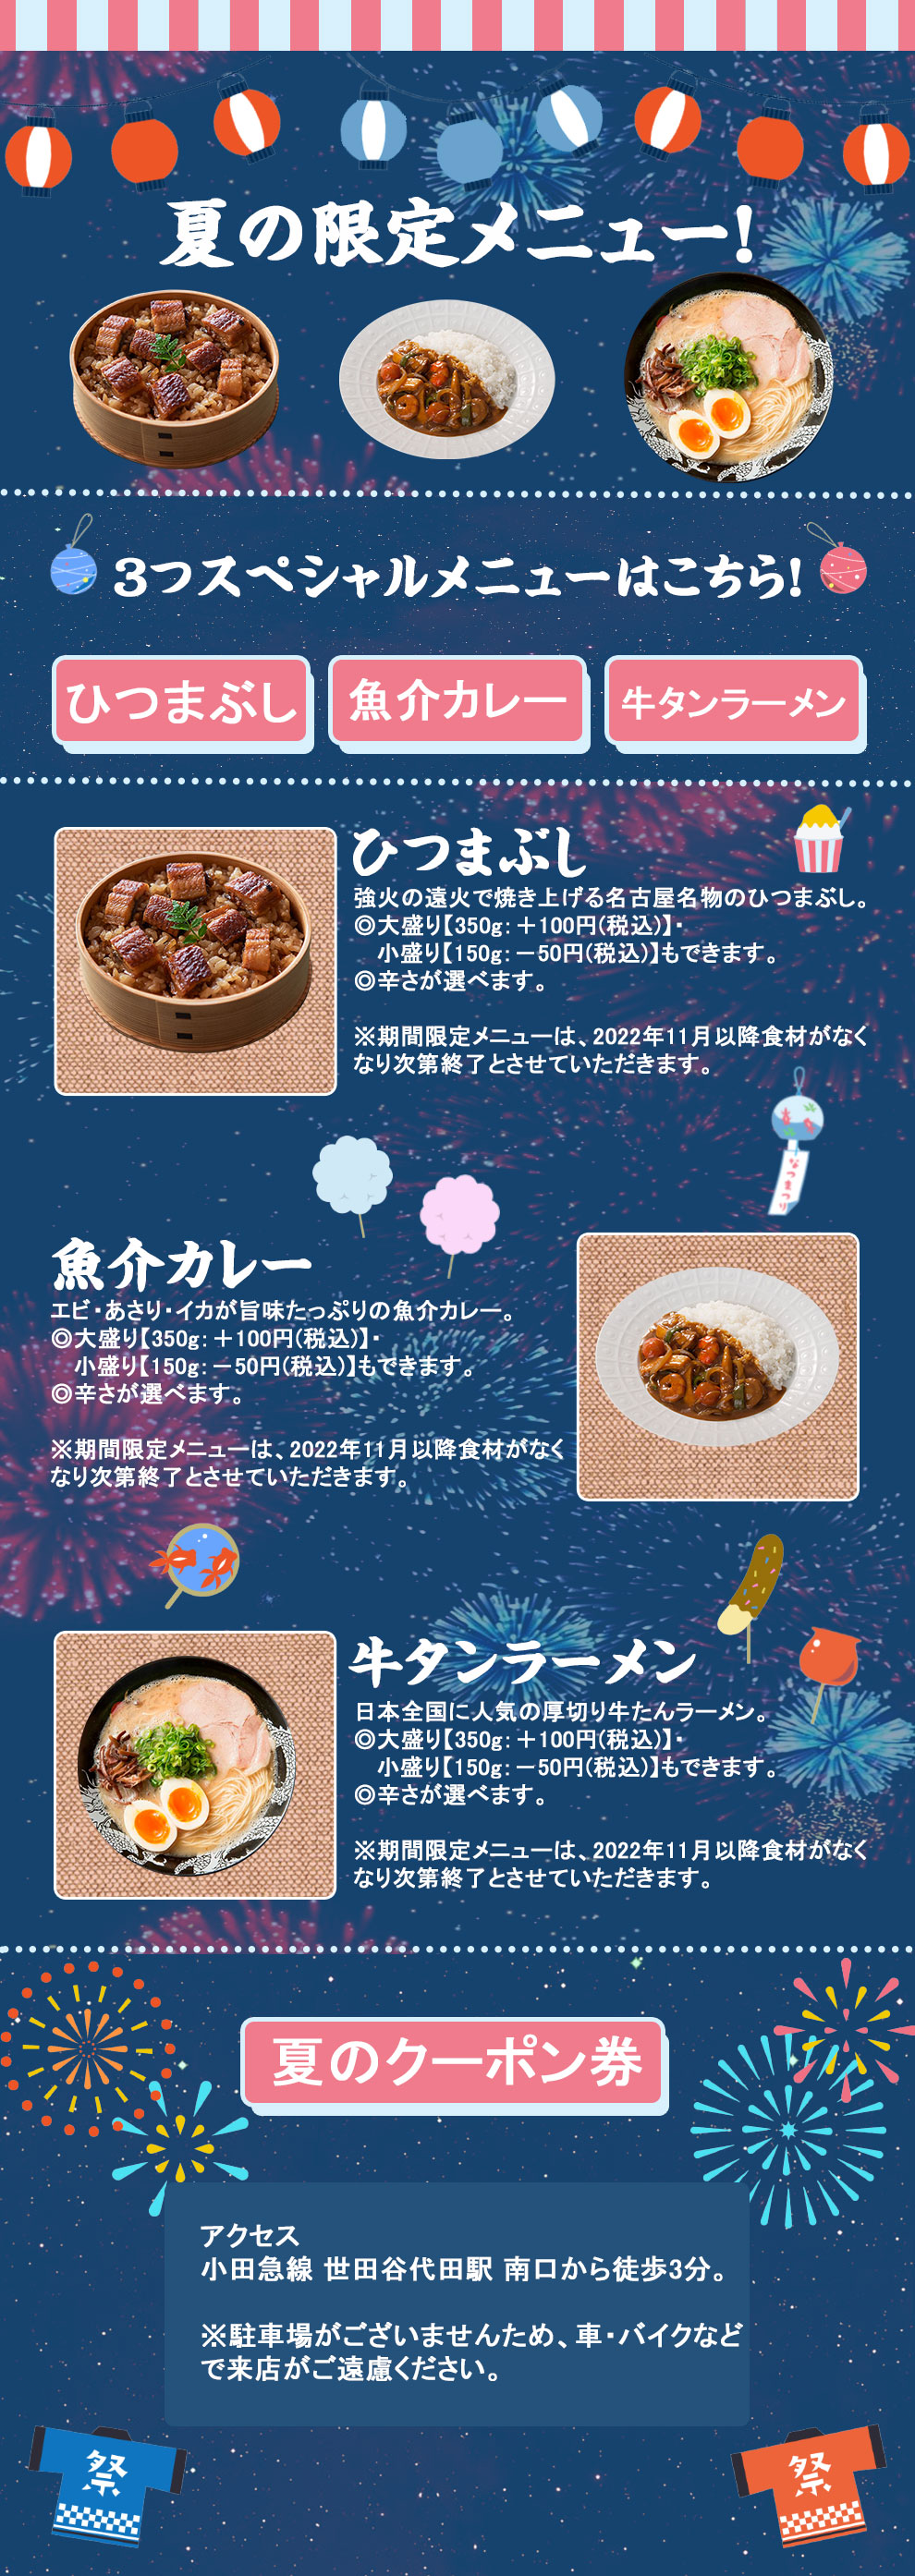 夏の限定メニュー!
3つスペシャルメニューはこちら!
ひつまぶし
魚介カレー
牛タンラーメン
ひつまぶし
強火の遠火で焼き上げる名古屋名物のひつまぶし。
◎大盛り【350g:＋100円(税込)】・
小盛り【150g:－50円(税込)】もできます。
◎辛さが選べます。
※期間限定メニューは、2022年11月以降食材がなく
なり次第終了とさせていただきます。
なつまつり
魚介カレー
エビ・あさり・イカが旨味たっぷりの魚介カレー。
◎大盛り【350g:＋100円(税込)】・
小盛り【150g:－50円(税込)】もできます。
◎辛さが選べます。
※期間限定メニューは、2022年11月以降食材がなく
なり次第終了とさせていただきます。
牛タンラーメン
日本全国に人気の厚切り牛たんラーメン。
◎大盛り【350g:＋100円(税込)】・
小盛り【150g:－50円(税込)】もできます。
◎辛さが選べます。
※期間限定メニューは、2022年11月以降食材がなく
なり次第終了とさせていただきます。
夏のクーポン券
アクセス
小田急線 世田谷代田駅 南口から徒歩3分。
※駐車場がございませんため、車・バイクなど
で来店がご遠慮ください。
祭
祭